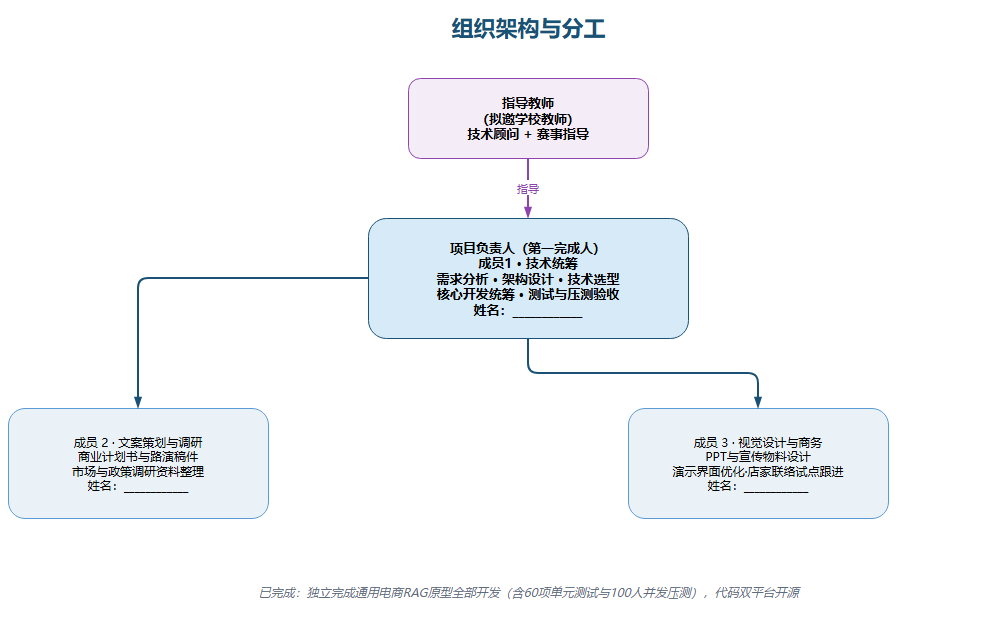 组织架构与分工
指导教师
（拟邀学校教师）
技术顾问 + 赛事指导
指导
项目负责人（第一完成人）
成员1 · 技术统筹
需求分析 · 架构设计 · 技术选型
核心开发统筹 · 测试与压测验收
姓名：____________
成员 2 · 文案策划与调研
商业计划书与路演稿件
市场与政策调研资料整理
姓名：____________
成员 3 · 视觉设计与商务
PPT与宣传物料设计
演示界面优化·店家联络试点跟进
姓名：____________
已完成：独立完成通用电商RAG原型全部开发（含60项单元测试与100人并发压测），代码双平台开源